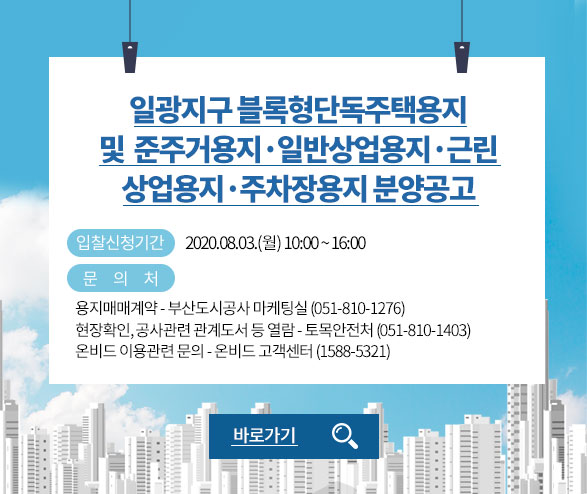 일광지구 블록형단독주택용지
및 준주거용지·일반상업용지·근린
상업용지·주차장용지 분양공고
입찰신청기간 2020.08.03.(월) 10:00 ~ 16:00
문 의 처
용지매매계약 - 부산도시공사 마케팅실 (051-810-1276)
현장확인, 공사관련 관계도서 등 열람 - 토목안전처 (051-810-1403)
온비드 이용관련 문의 - 온비드 고객센터 (1588-5321)
바로가기